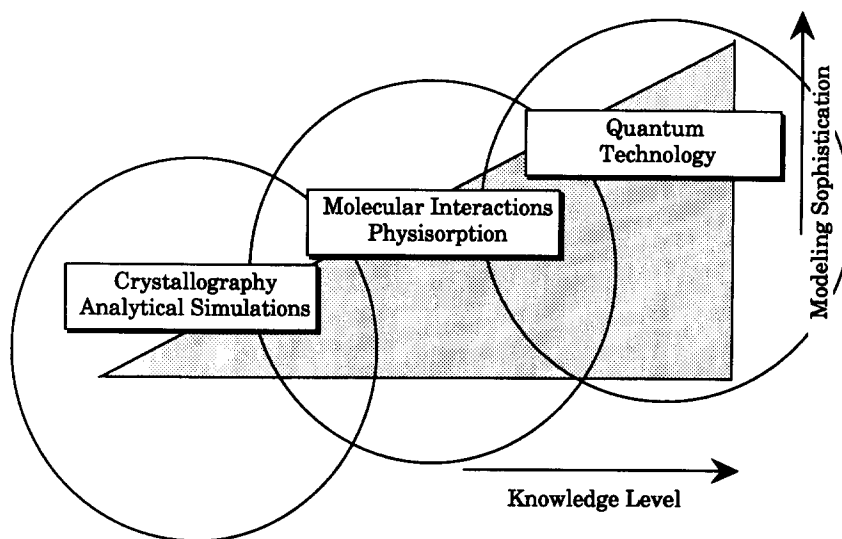 Quantum
Technology
Molecular Interactions
Physisorption
Crystallography
Analytical Simulations
Modeling Sophistication
Knowledge Level